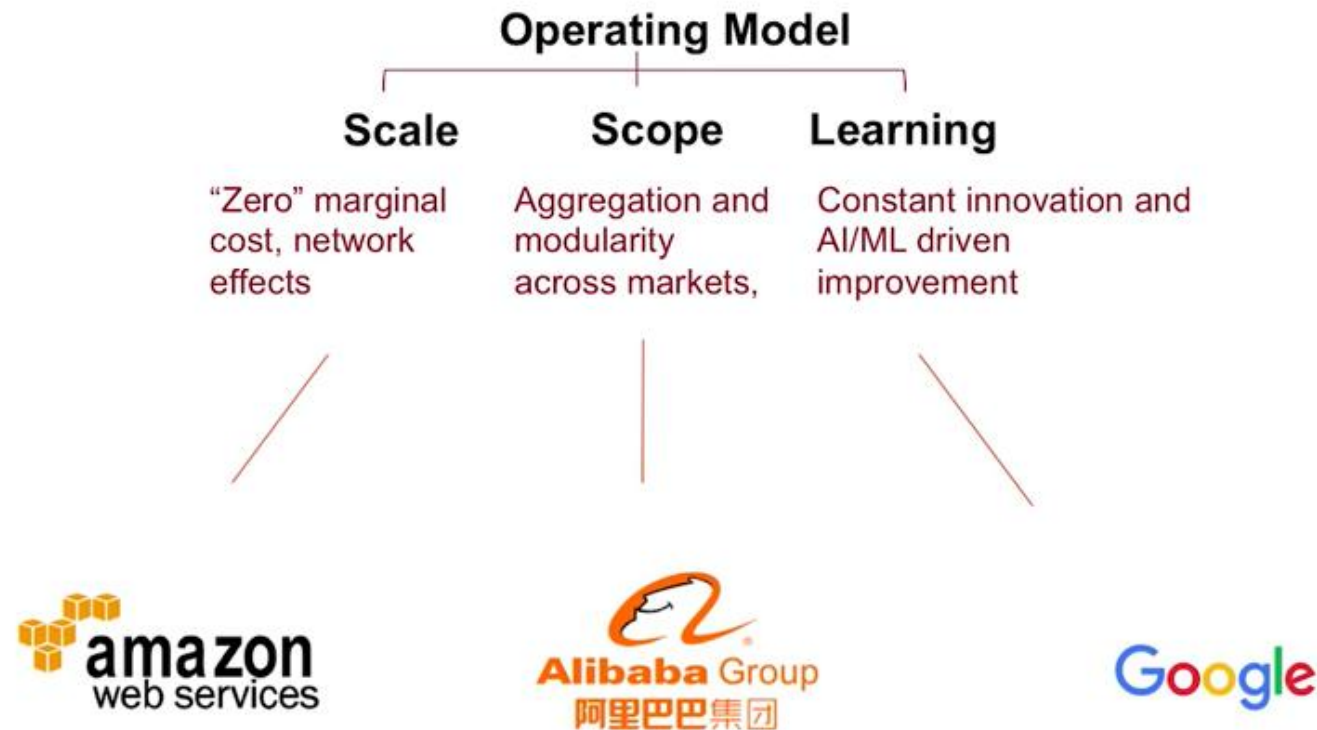 Operating Model
Scale Scope Learning
“Zero” marginal
cost, network
effects
Aggregation and
modularity
across markets,
Constant innovation and
AI/ML driven
improvement
amazon
web services
Alibaba Group
阿里巴巴集团
Google